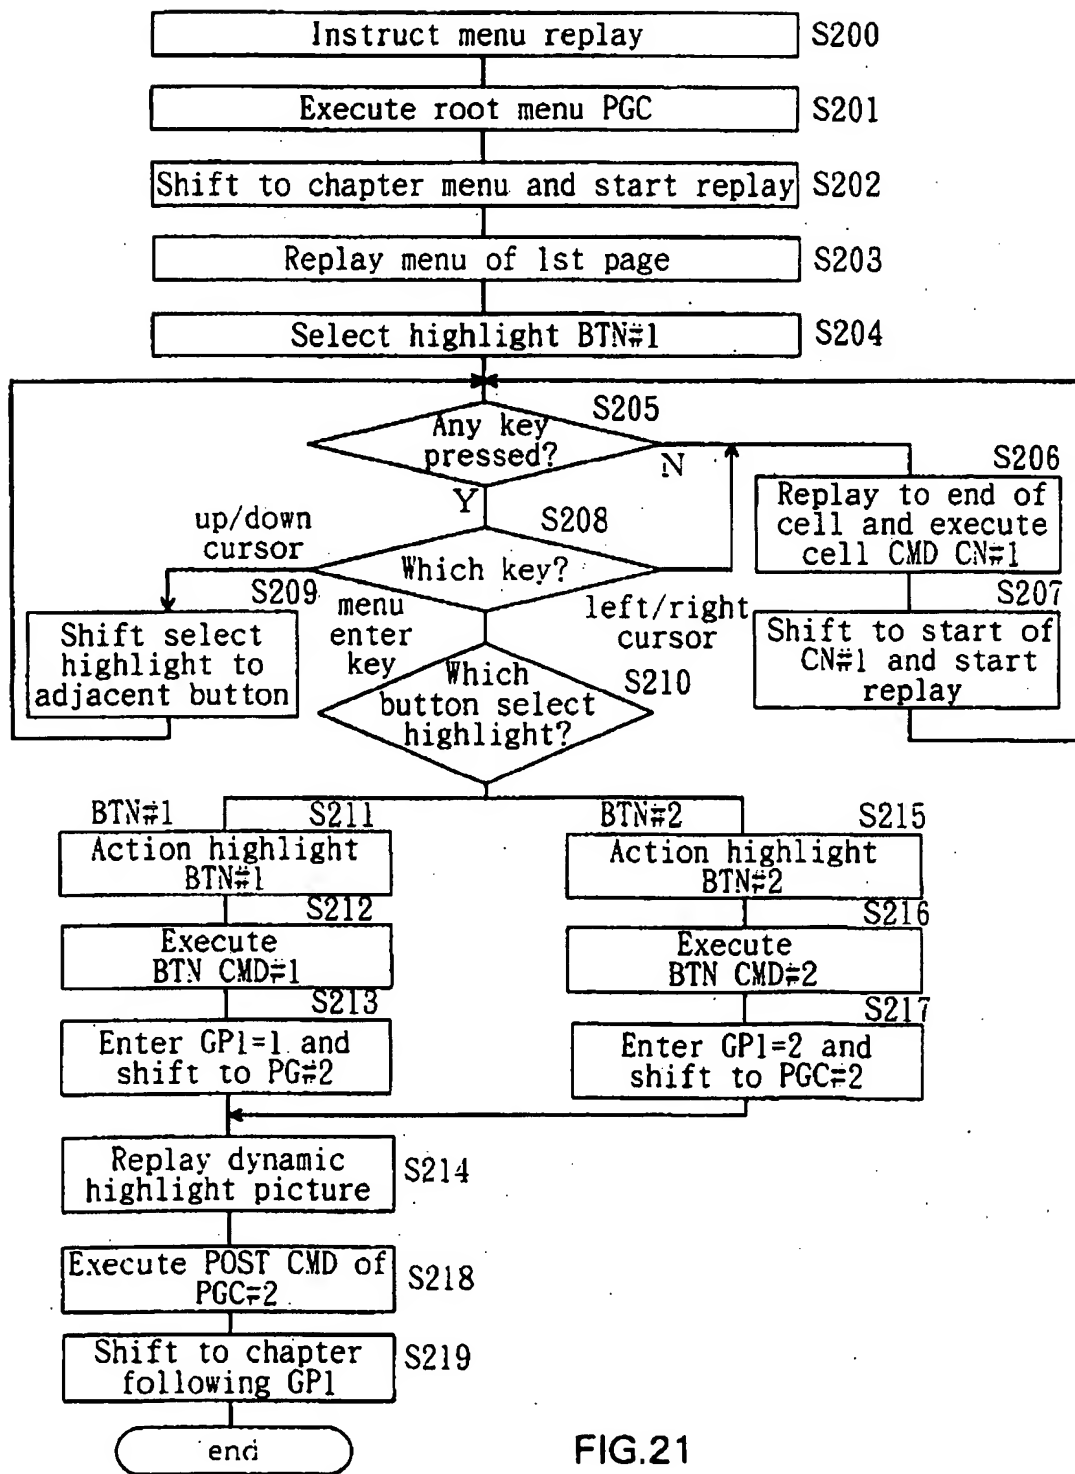 Instruct menu replay S200
Execute root menu PGC S201
Shift to chapter menu and start replay S202
Replay menu of 1st page S203
Select highlight BTN#1 S204
S205
Any key
pressed?
N
Y
S206
Replay to end of
cell and execute
cell CMD CN#1
up/down
cursor
S208
Which key?
S209
menu
enter
key
left/right
cursor
S207
Shift select
highlight to
adjacent button
Shift to start of
CN#1 and start
replay
Which
button select
highlight?
S210
BTN#1 S211
Action highlight
BTN#1
S212
Execute
BTN CMD#1
S213
Enter GP1=1 and
shift to PG#2
BTN#2 S215
Action highlight
BTN#2
S216
Execute
BTN CMD#2
S217
Enter GP1=2 and
shift to PGC#2
Replay dynamic
highlight picture
S214
Execute POST CMD of
PGC#2
S218
Shift to chapter
following GP1
S219
end
FIG.21